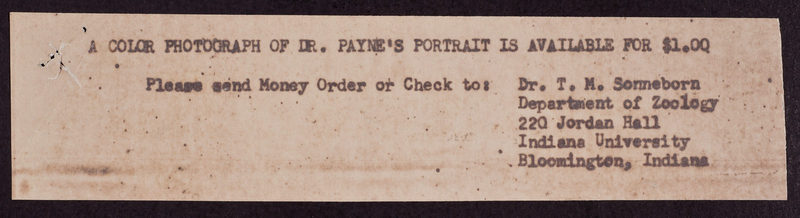 A COLOR PHOTOGRAPH OF DR. PAYNE'S PORTRAIT IS AVAILABLE FOR $1.00
Please send Money Order or Check to: Dr. T. M. Sonneborn
Department of Zoology
220 Jordan Hall
Indiana University
Bloomington, Indiana